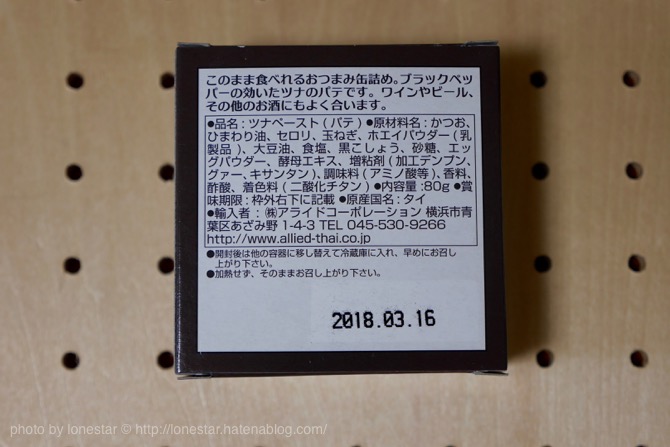 このまま食べれるおつまみ缶詰め。ブラックペッ
パーの効いたツナのパテです。ワインやビール、
その他のお酒にもよく合います。
●品名：ツナペースト(パテ)●原材料名：かつお、
ひまわり油、セロリ、玉ねぎ、ホエイパウダー(乳
製品)、大豆油、食塩、黒こしょう、砂糖、エッ
グパウダー、酵母エキス、増粘剤(加工デンプン、
グァー、キサンタン)、調味料(アミノ酸等)、香料、
酢酸、着色料(二酸化チタン)●内容量：80g●賞
味期限：枠外右下に記載●原産国名：タイ
●輸入者：㈱アライドコーポレーション 横浜市青
葉区あざみ野 1-4-3 TEL 045-530-9266
http://www.allied-thai.co.jp
●開封後は他の容器に移し替えて冷蔵庫に入れ、早めにお召し
上がり下さい。
●加熱せず、そのままお召し上がり下さい。
2018.03.16
photo by lonestar © http://lonestar.hatenablog.com/